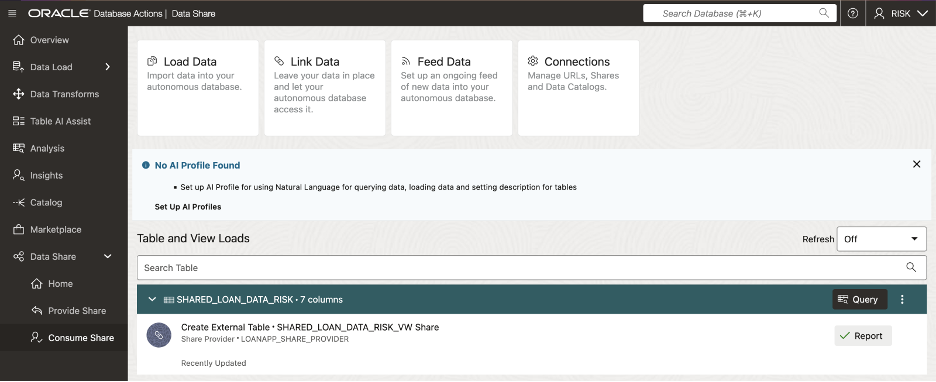 ORACLE Database Actions | Data Share
Search Database (⌘+K)
RISK
Overview
Data Load
Data Transforms
Table AI Assist
Analysis
Insights
Catalog
Marketplace
Data Share
Home
Provide Share
Consume Share
Load Data
Import data into your
autonomous database.
Link Data
Leave your data in place
and let your
autonomous database
access it.
Feed Data
Set up an ongoing feed
of new data into your
autonomous database.
Connections
Manage URLs, Shares
and Data Catalogs.
No AI Profile Found
▪ Set up AI Profile for using Natural Language for querying data, loading data and setting description for tables
Set Up AI Profiles
Table and View Loads
Refresh Off
Search Table
SHARED_LOAN_DATA_RISK • 7 columns
Query
Create External Table • SHARED_LOAN_DATA_RISK_VW Share
Share Provider • LOANAPP_SHARE_PROVIDER
Report
Recently Updated